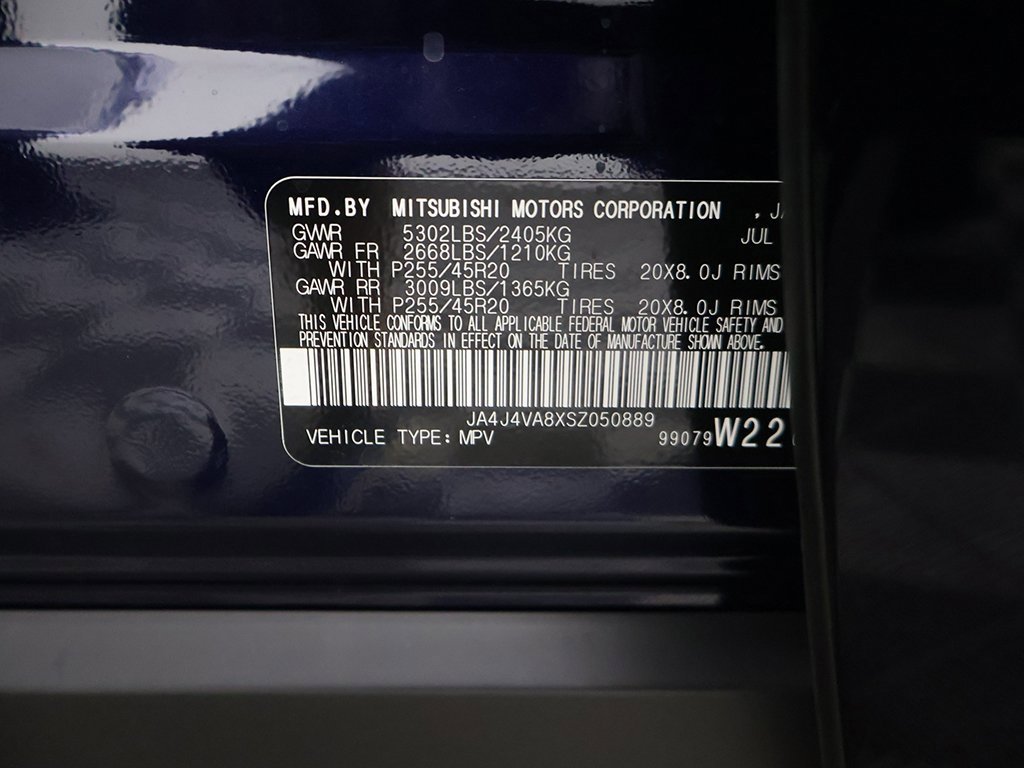 MFD.BY MITSUBISHI MOTORS CORPORATION , J
GVWR 5302LBS/2405KG JUL
GAWR FR 2668LBS/1210KG
WITH P255/45R20 TIRES 20X8.0J RIMS
GAWR RR 3009LBS/1365KG
WITH P255/45R20 TIRES 20X8.0J RIMS
THIS VEHICLE CONFORMS TO ALL APPLICABLE FEDERAL MOTOR VEHICLE SAFETY AND
PREVENTION STANDARDS IN EFFECT ON THE DATE OF MANUFACTURE SHOWN ABOVE.
JA4J4VA8XSZ050889
VEHICLE TYPE: MPV 99079 W22